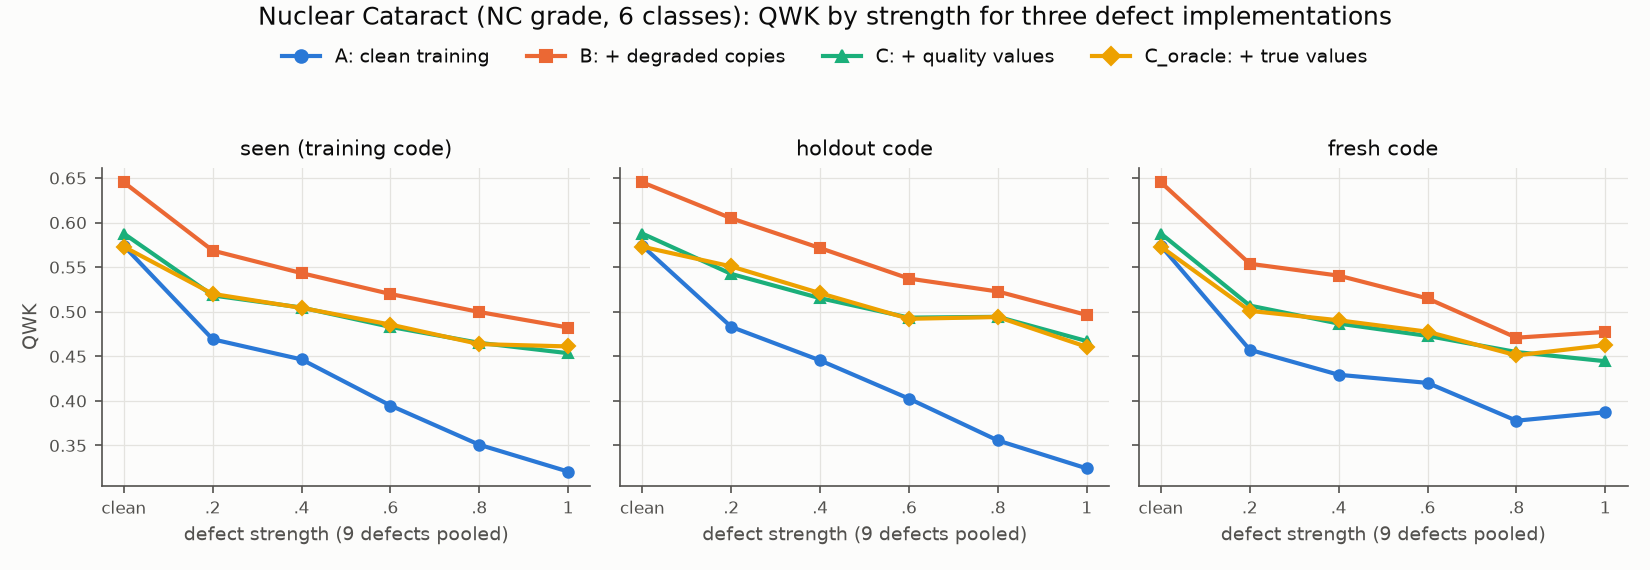 Nuclear Cataract (NC grade, 6 classes): QWK by strength for three defect implementations
A: clean training
B: + degraded copies
C: + quality values
C_oracle: + true values
seen (training code)
holdout code
fresh code
QWK
0.65
0.60
0.55
0.50
0.45
0.40
0.35
clean .2 .4 .6 .8 1
clean .2 .4 .6 .8 1
clean .2 .4 .6 .8 1
defect strength (9 defects pooled)
defect strength (9 defects pooled)
defect strength (9 defects pooled)